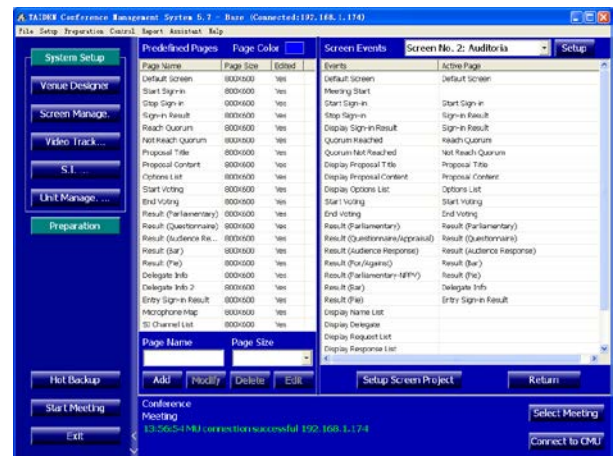 TAIDEN Conference Management System 5.7 - Base (Connected:192.168.1.174)
File Setup Preparation Control Report Assistant Help
System Setup
Venue Designer
Screen Manage.
Video Track...
S.I. ...
Unit Manage. ...
Preparation
Hot Backup
Start Meeting
Exit
Predefined Pages Page Color
Page Name Page Size Edited
Default Screen 800X600 Yes
Start Sign-in 800X600 Yes
Stop Sign-in 800X600 Yes
Sign-in Result 800X600 Yes
Reach Quorum 800X600 Yes
Not Reach Quorum 800X600 Yes
Proposal Title 800X600 Yes
Proposal Content 800X600 Yes
Options List 800X600 Yes
Start Voting 800X600 Yes
End Voting 800X600 Yes
Result (Parliamentary) 800X600 Yes
Result (Questionnaire) 800X600 Yes
Result (Audience Re... 800X600 Yes
Result (Bar) 800X600 Yes
Result (Pie) 800X600 Yes
Delegate Info 800X600 Yes
Delegate Info 2 800X600 Yes
Entry Sign-in Result 800X600 Yes
Microphone Map 800X600 Yes
SI Channel List 800X600 Yes
Page Name Page Size
Add Modify Delete Edit
Screen Events Screen No. 2: Auditoria Setup
Events Active Page
Default Screen Default Screen
Meeting Start
Start Sign-in Start Sign-in
Stop Sign-in Sign-in Result
Display Sign-in Result Sign-in Result
Quorum Reached Reach Quorum
Quorum Not Reached Not Reach Quorum
Display Proposal Title Proposal Title
Display Proposal Content Proposal Content
Display Options List Options List
Start Voting Start Voting
End Voting End Voting
Result (Parliamentary) Result (Parliamentary)
Result (Questionnaire/Appraisal) Result (Questionnaire)
Result (Audience Response) Result (Audience Response)
Result (For/Against) Result (Bar)
Result (Parliamentary-NPPV) Result (Pie)
Result (Bar) Delegate Info
Result (Pie) Entry Sign-in Result
Display Name List
Display Delegate
Display Request List
Display Response List
Setup Screen Project Return
Conference
Meeting
13:56:54 MU connection successful 192.168.1.174
Select Meeting
Connect to CMU